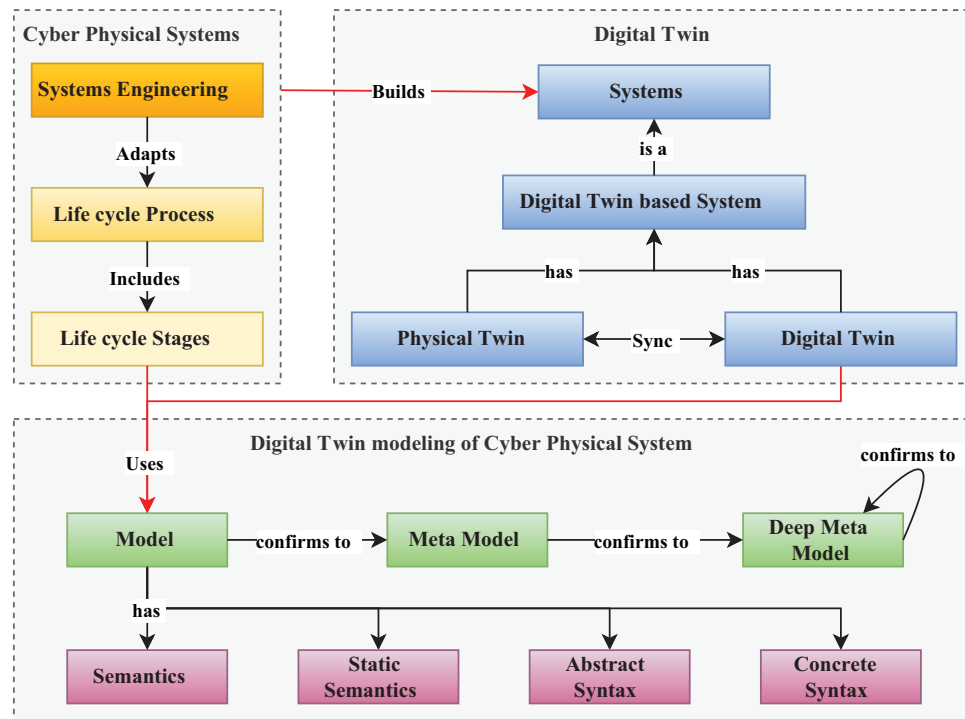 Cyber Physical Systems
Digital Twin
Systems Engineering
Builds
Systems
Adapts
is a
Life cycle Process
Digital Twin based System
Includes
has
has
Life cycle Stages
Physical Twin
Sync
Digital Twin
Digital Twin modeling of Cyber Physical System
Uses
confirms to
Model
confirms to
Meta Model
confirms to
Deep Meta
Model
has
Semantics
Static
Semantics
Abstract
Syntax
Concrete
Syntax